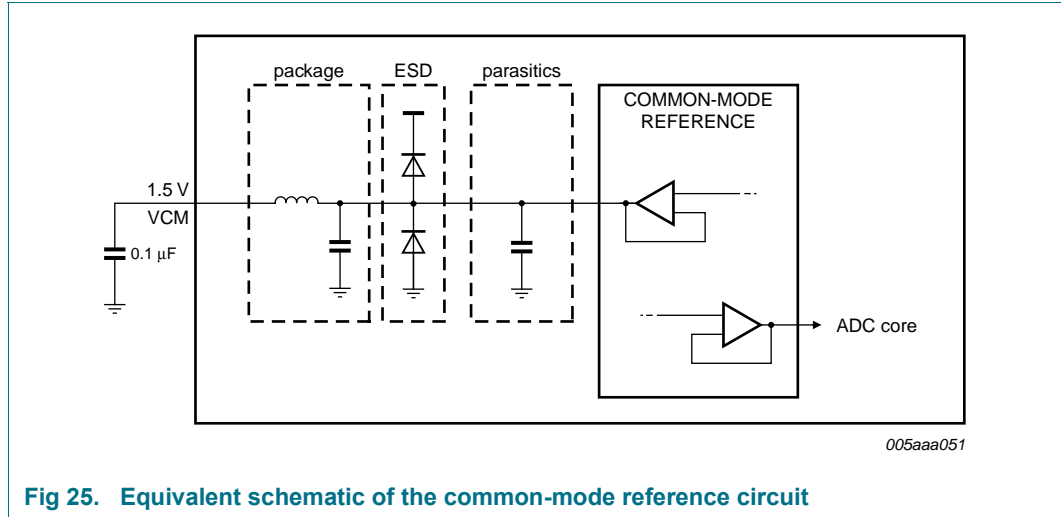 package
ESD
parasitics
COMMON-MODE
REFERENCE
1.5 V
VCM
0.1 μF
ADC core
005aaa051
Fig 25. Equivalent schematic of the common-mode reference circuit